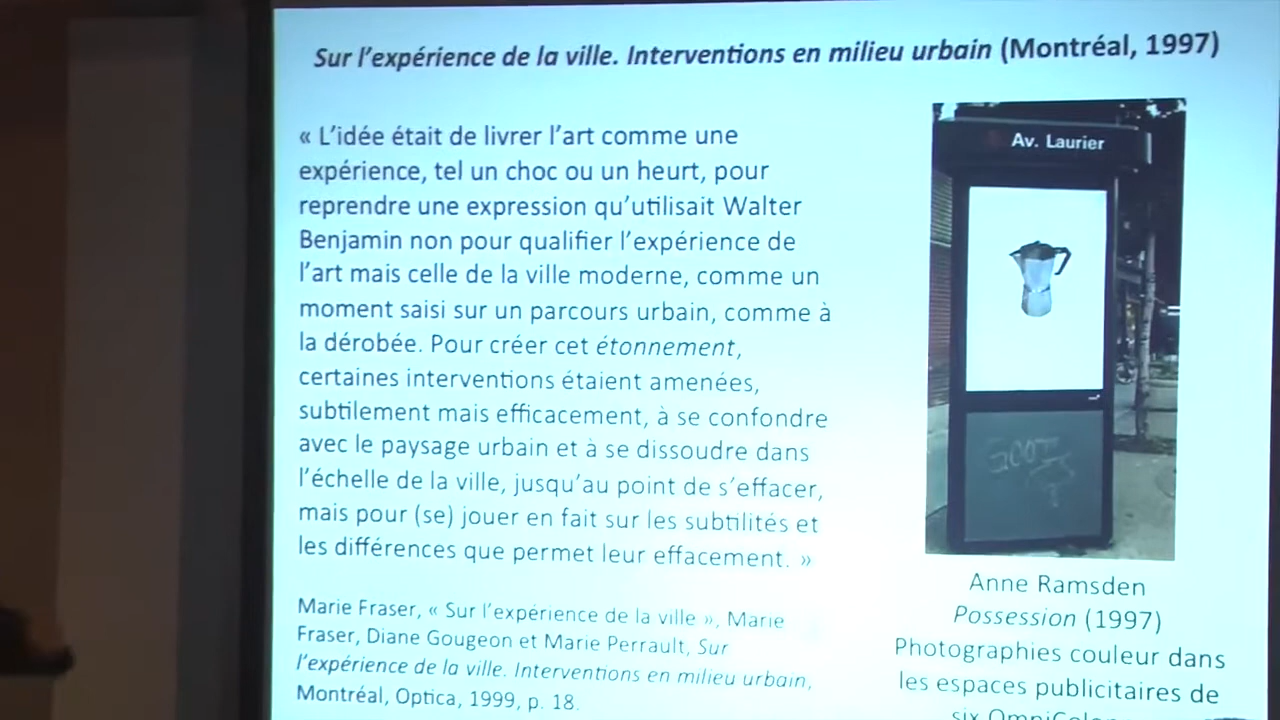 Sur l'expérience de la ville. Interventions en milieu urbain (Montréal, 1997)
« L'idée était de livrer l'art comme une
expérience, tel un choc ou un heurt, pour
reprendre une expression qu'utilisait Walter
Benjamin non pour qualifier l'expérience de
l'art mais celle de la ville moderne, comme un
moment saisi sur un parcours urbain, comme à
la dérobée. Pour créer cet étonnement,
certaines interventions étaient amenées,
subtilement mais efficacement, à se confondre
avec le paysage urbain et à se dissoudre dans
l'échelle de la ville, jusqu'au point de s'effacer,
mais pour (se) jouer en fait sur les subtilités et
les différences que permet leur effacement. »
Marie Fraser, « Sur l'expérience de la ville », Marie
Fraser, Diane Gougeon et Marie Perrault, Sur
l'expérience de la ville. Interventions en milieu urbain,
Montréal, Optica, 1999, p. 18.
Av. Laurier
Anne Ramsden
Possession (1997)
Photographies couleur dans
les espaces publicitaires de
six